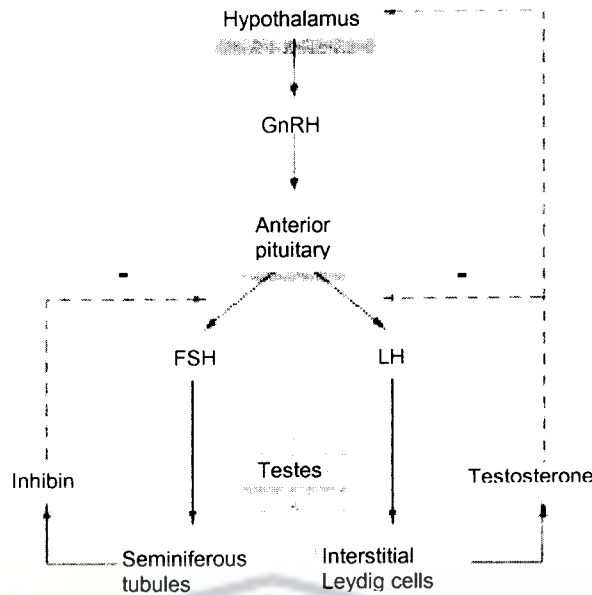 Hypothalamus
GnRH
Anterior
pituitary
-
-
FSH
LH
Testes
Inhibin
Testosterone
Seminiferous
tubules
Interstitial
Leydig cells